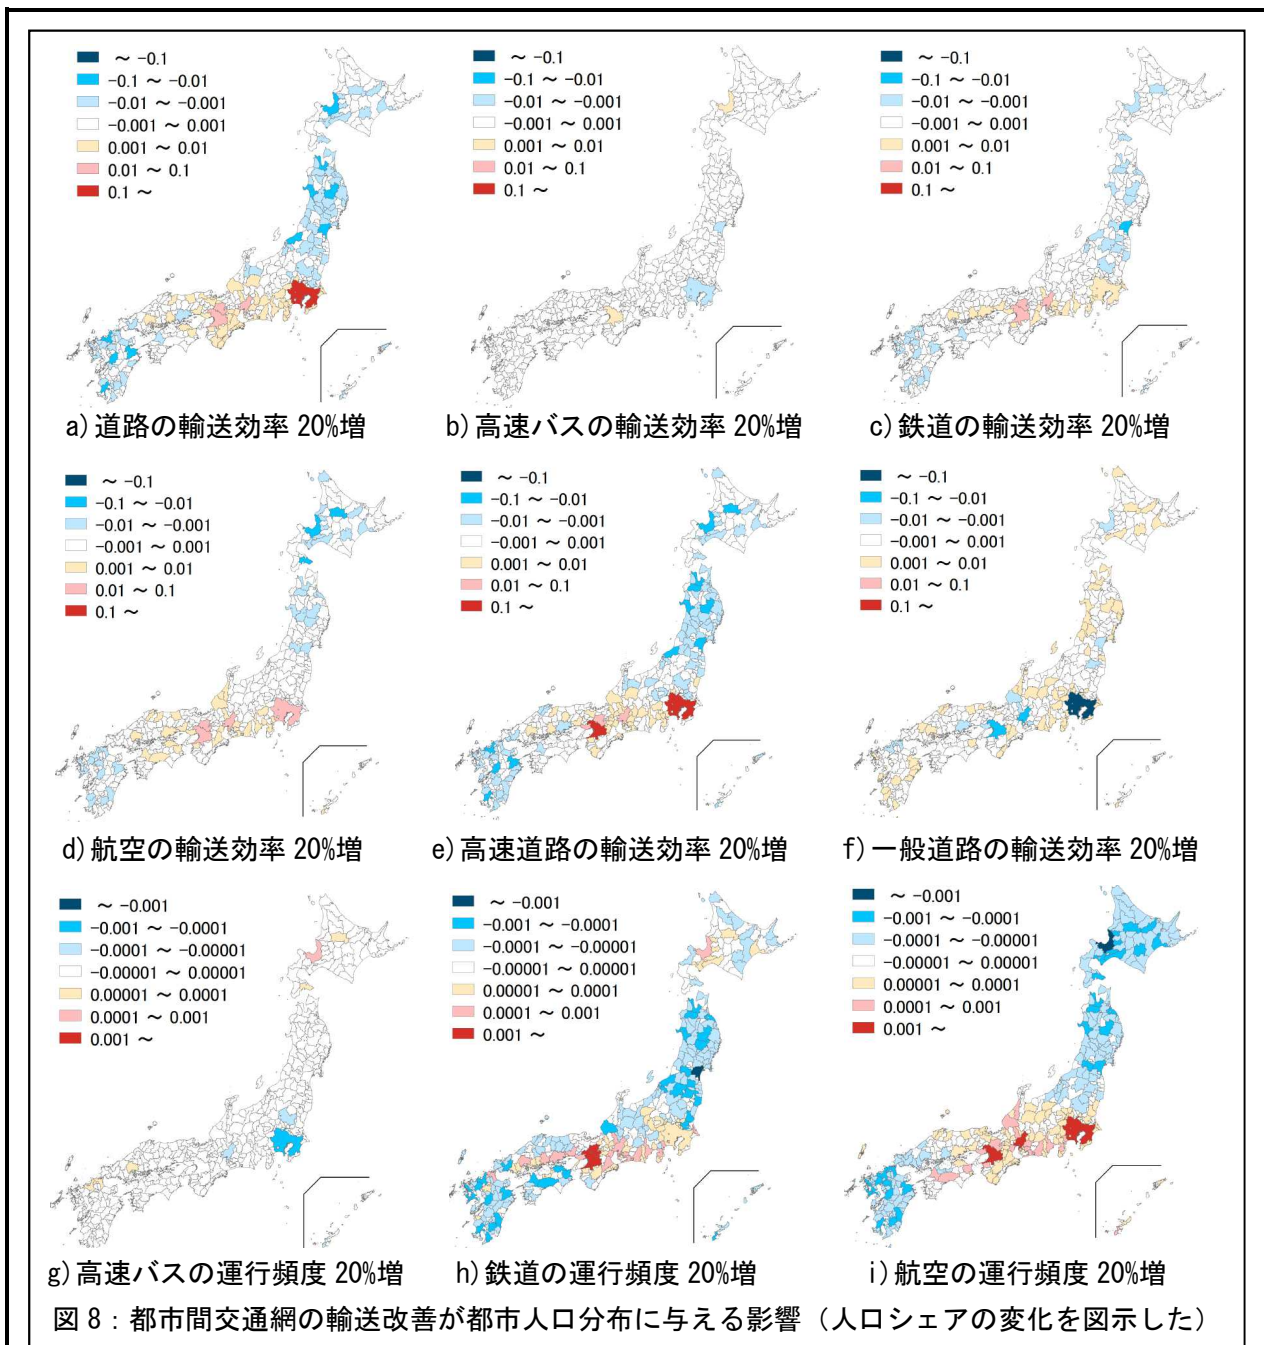 ～ -0.1
-0.1 ～ -0.01
-0.01 ～ -0.001
-0.001 ～ 0.001
0.001 ～ 0.01
0.01 ～ 0.1
0.1 ～
a)道路の輸送効率 20%増
～ -0.1
-0.1 ～ -0.01
-0.01 ～ -0.001
-0.001 ～ 0.001
0.001 ～ 0.01
0.01 ～ 0.1
0.1 ～
b)高速バスの輸送効率 20%増
～ -0.1
-0.1 ～ -0.01
-0.01 ～ -0.001
-0.001 ～ 0.001
0.001 ～ 0.01
0.01 ～ 0.1
0.1 ～
c)鉄道の輸送効率 20%増
～ -0.1
-0.1 ～ -0.01
-0.01 ～ -0.001
-0.001 ～ 0.001
0.001 ～ 0.01
0.01 ～ 0.1
0.1 ～
d)航空の輸送効率 20%増
～ -0.1
-0.1 ～ -0.01
-0.01 ～ -0.001
-0.001 ～ 0.001
0.001 ～ 0.01
0.01 ～ 0.1
0.1 ～
e)高速道路の輸送効率 20%増
～ -0.1
-0.1 ～ -0.01
-0.01 ～ -0.001
-0.001 ～ 0.001
0.001 ～ 0.01
0.01 ～ 0.1
0.1 ～
f)一般道路の輸送効率 20%増
～ -0.001
-0.001 ～ -0.0001
-0.0001 ～ -0.00001
-0.00001 ～ 0.00001
0.00001 ～ 0.0001
0.0001 ～ 0.001
0.001 ～
g)高速バスの運行頻度 20%増
～ -0.001
-0.001 ～ -0.0001
-0.0001 ～ -0.00001
-0.00001 ～ 0.00001
0.00001 ～ 0.0001
0.0001 ～ 0.001
0.001 ～
h)鉄道の運行頻度 20%増
～ -0.001
-0.001 ～ -0.0001
-0.0001 ～ -0.00001
-0.00001 ～ 0.00001
0.00001 ～ 0.0001
0.0001 ～ 0.001
0.001 ～
i)航空の運行頻度 20%増
図 8：都市間交通網の輸送改善が都市人口分布に与える影響（人口シェアの変化を図示した）